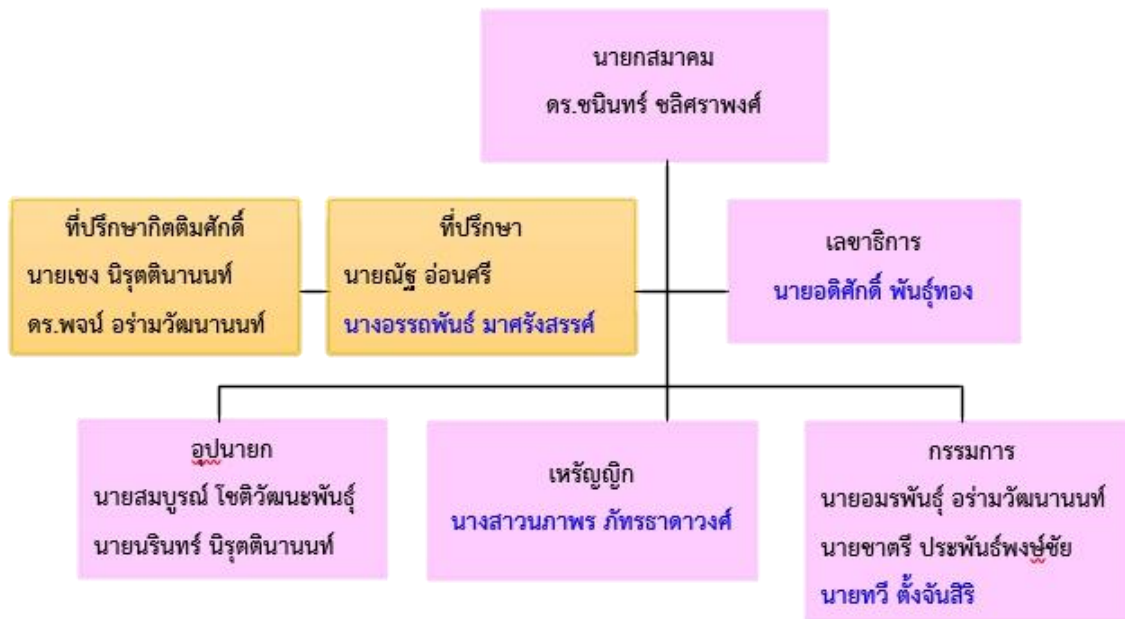 นายกสมาคม
ดร.ชนินทร์ ชลิศราพงศ์
ที่ปรึกษากิตติมศักดิ์
นายเชง นิรุตตินานนท์
ดร.พจน์ อร่ามวัฒนานนท์
ที่ปรึกษา
นายณัฐ อ่อนศรี
นางอรรถพันธ์ มาศรังสรรค์
เลขาธิการ
นายอดิศักดิ์ พันธุ์ทอง
อุปนายก
นายสมบูรณ์ โชติวัฒนะพันธุ์
นายนรินทร์ นิรุตตินานนท์
เหรัญญิก
นางสาวนภาพร ภัทรธาดาวงศ์
กรรมการ
นายอมรพันธุ์ อร่ามวัฒนานนท์
นายชาตรี ประพันธ์พงษ์ชัย
นายทวี ตั้งจันสิริ